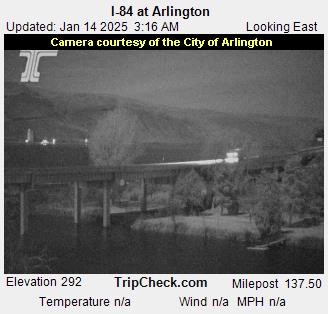 I-84 at Arlington
Updated: Jan 14 2025 3:16 AM Looking East
Camera courtesy of the City of Arlington
Elevation 292 TripCheck.com Milepost 137.50
Temperature n/a Wind n/a MPH n/a